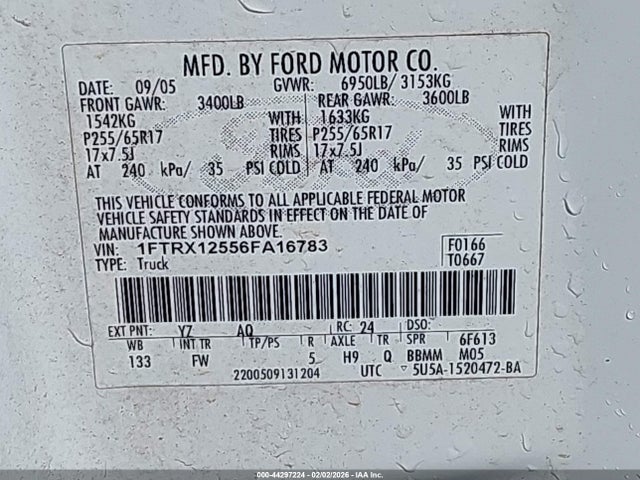 MFD. BY FORD MOTOR CO.
DATE: 09/05 GVWR: 6950LB/ 3153KG
FRONT GAWR: 3400LB REAR GAWR: 3600LB
1542KG WITH 1633KG WITH
P255/65R17 TIRES P255/65R17 TIRES
17x7.5J RIMS 17x7.5J RIMS
AT 240 kPa/ 35 PSI COLD AT 240 kPa/ 35 PSI COLD
THIS VEHICLE CONFORMS TO ALL APPLICABLE FEDERAL MOTOR
VEHICLE SAFETY STANDARDS IN EFFECT ON THE DATE OF
MANUFACTURE SHOWN ABOVE.
VIN: 1FTRX12556FA16783 F0166
TYPE: Truck T0667
EXT PNT: YZ AQ RC: 24 DSO:
WB INT TR TP/PS R AXLE TR SPR 6F613
133 FW 5 H9 Q BBMM M05
2200509131204 UTC 5U5A-1520472-BA
000-44297224 - 02/02/2026 - IAAI Inc.